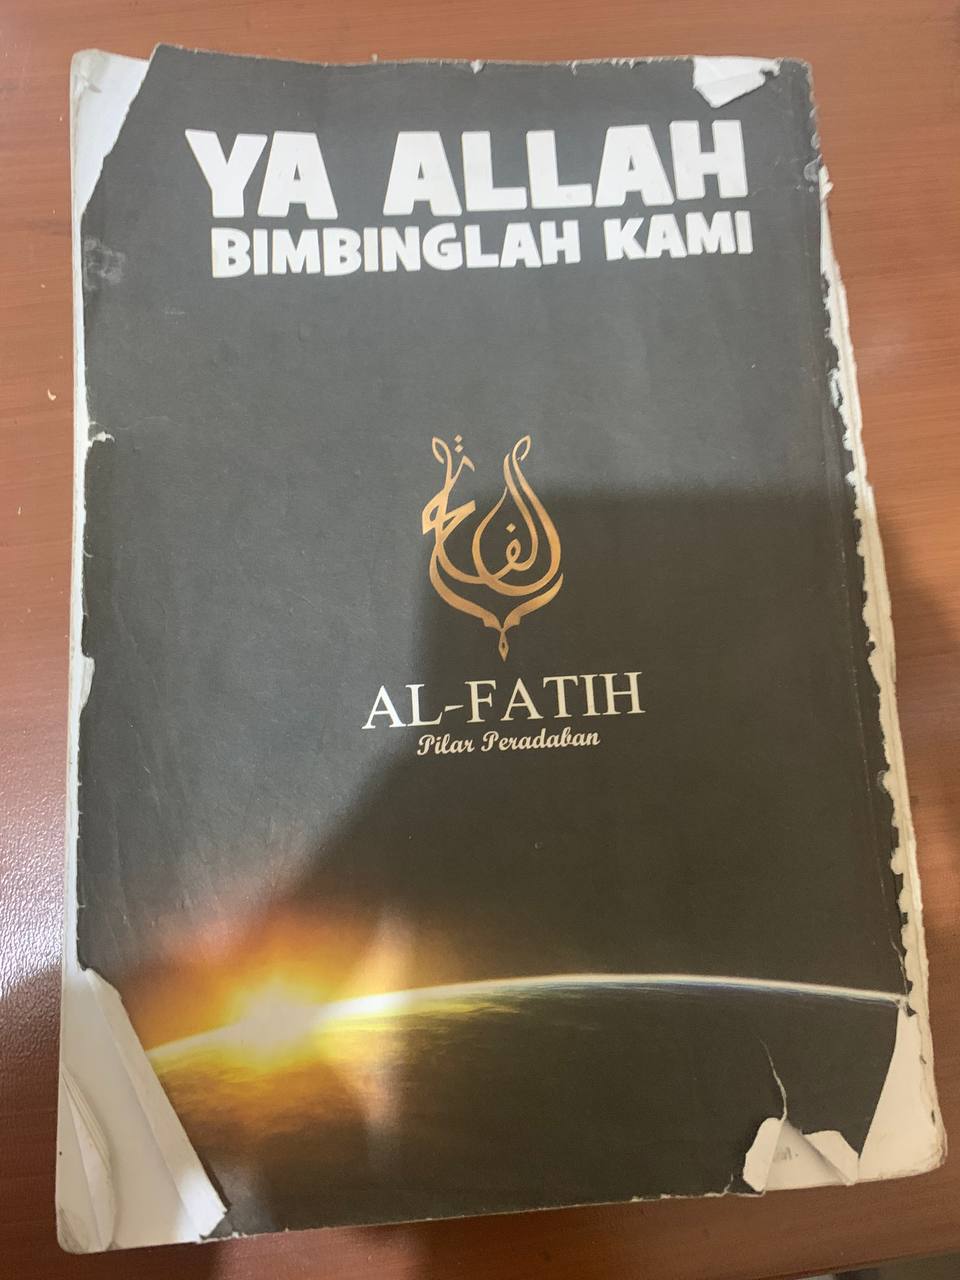 YA ALLAH
BIMBINGLAH KAMI
الفاتح
AL-FATIH
Pilar Peradaban